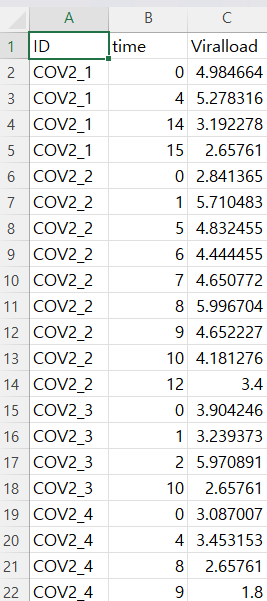 A B C
1 ID time Viralload
2 COV2_1 0 4.984664
3 COV2_1 4 5.278316
4 COV2_1 14 3.192278
5 COV2_1 15 2.65761
6 COV2_2 0 2.841365
7 COV2_2 1 5.710483
8 COV2_2 5 4.832455
9 COV2_2 6 4.444455
10 COV2_2 7 4.650772
11 COV2_2 8 5.996704
12 COV2_2 9 4.652227
13 COV2_2 10 4.181276
14 COV2_2 12 3.4
15 COV2_3 0 3.904246
16 COV2_3 1 3.239373
17 COV2_3 2 5.970891
18 COV2_3 10 2.65761
19 COV2_4 0 3.087007
20 COV2_4 4 3.453153
21 COV2_4 8 2.65761
22 COV2_4 9 1.8